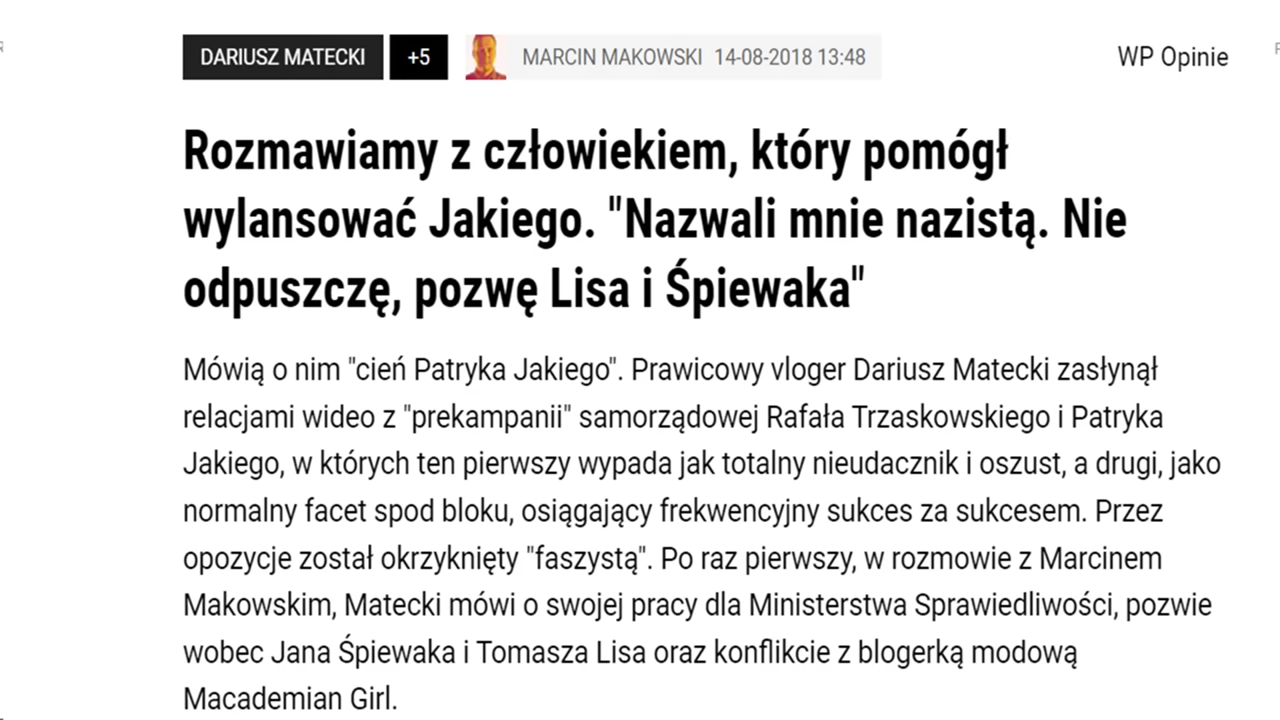 DARIUSZ MATECKI +5 MARCIN MAKOWSKI 14-08-2018 13:48 WP Opinie
Rozmawiamy z człowiekiem, który pomógł
wylansować Jakiego. "Nazwali mnie nazistą. Nie
odpuszczę, pozwę Lisa i Śpiewaka"
Mówią o nim "cień Patryka Jakiego". Prawicowy vloger Dariusz Matecki zasłynął
relacjami wideo z "prekampanii" samorządowej Rafała Trzaskowskiego i Patryka
Jakiego, w których ten pierwszy wypada jak totalny nieudacznik i oszust, a drugi, jako
normalny facet spod bloku, osiągający frekwencyjny sukces za sukcesem. Przez
opozycje został okrzyknięty "faszystą". Po raz pierwszy, w rozmowie z Marcinem
Makowskim, Matecki mówi o swojej pracy dla Ministerstwa Sprawiedliwości, pozwie
wobec Jana Śpiewaka i Tomasza Lisa oraz konflikcie z blogerką modową
Macademian Girl.